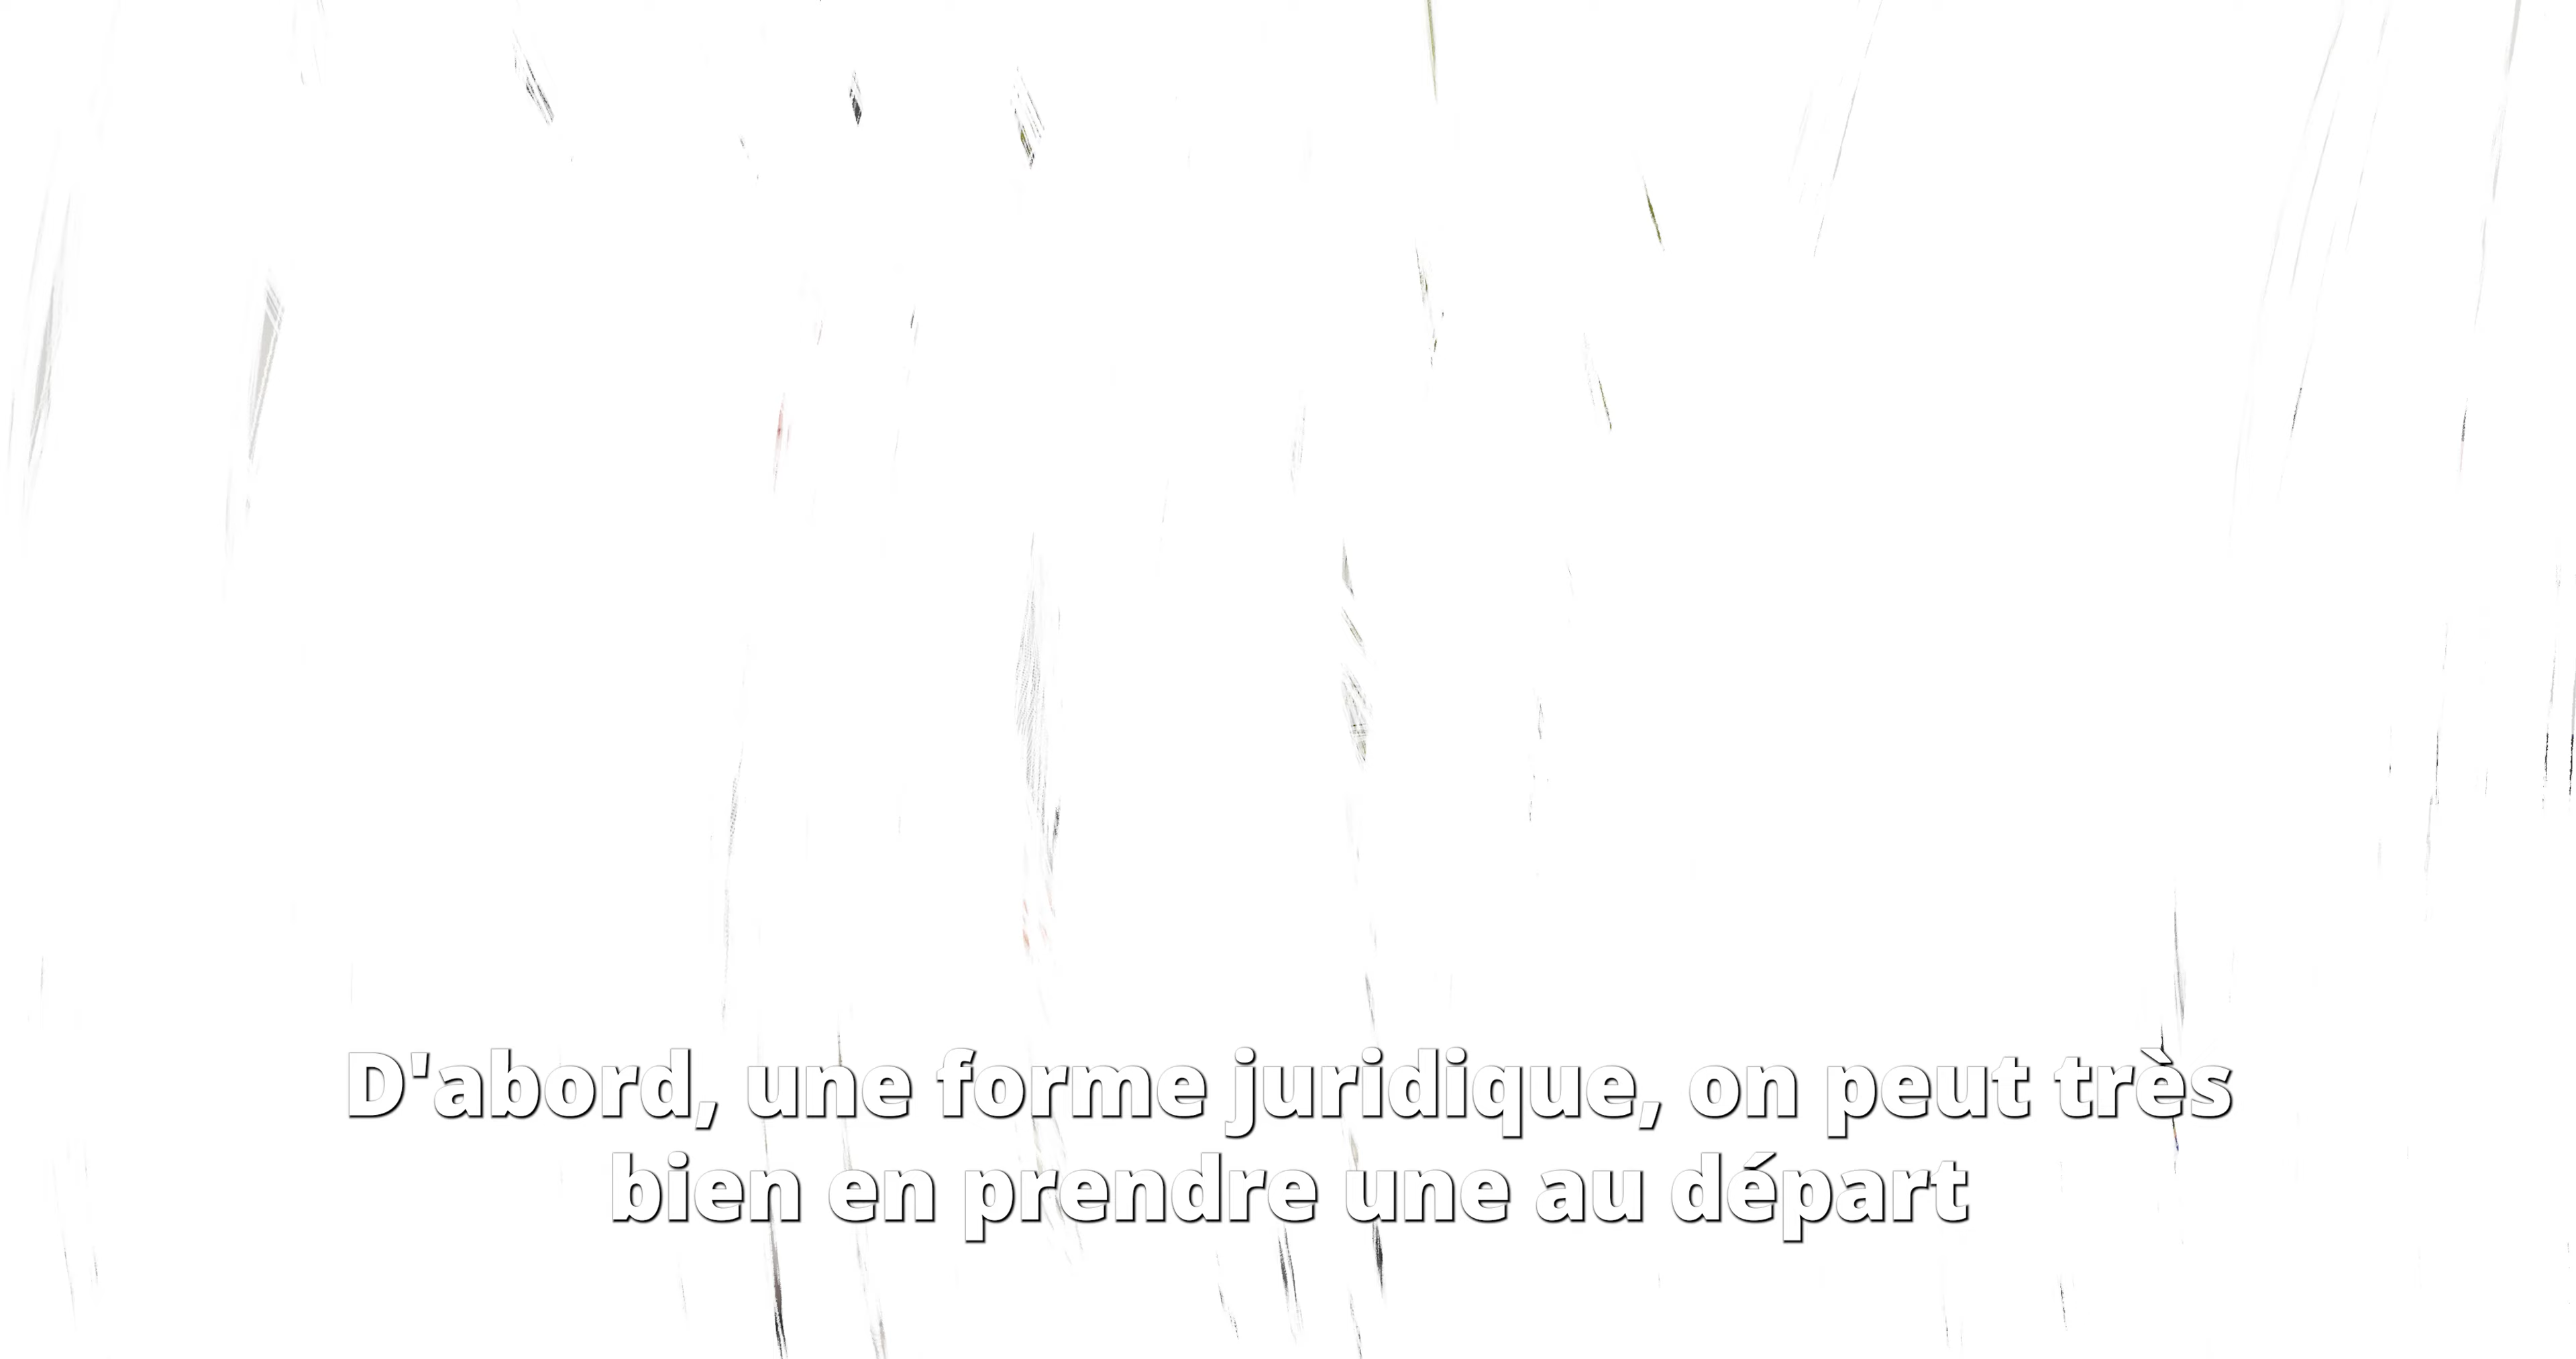 D'abord, une forme juridique, on peut très
bien en prendre une au départ